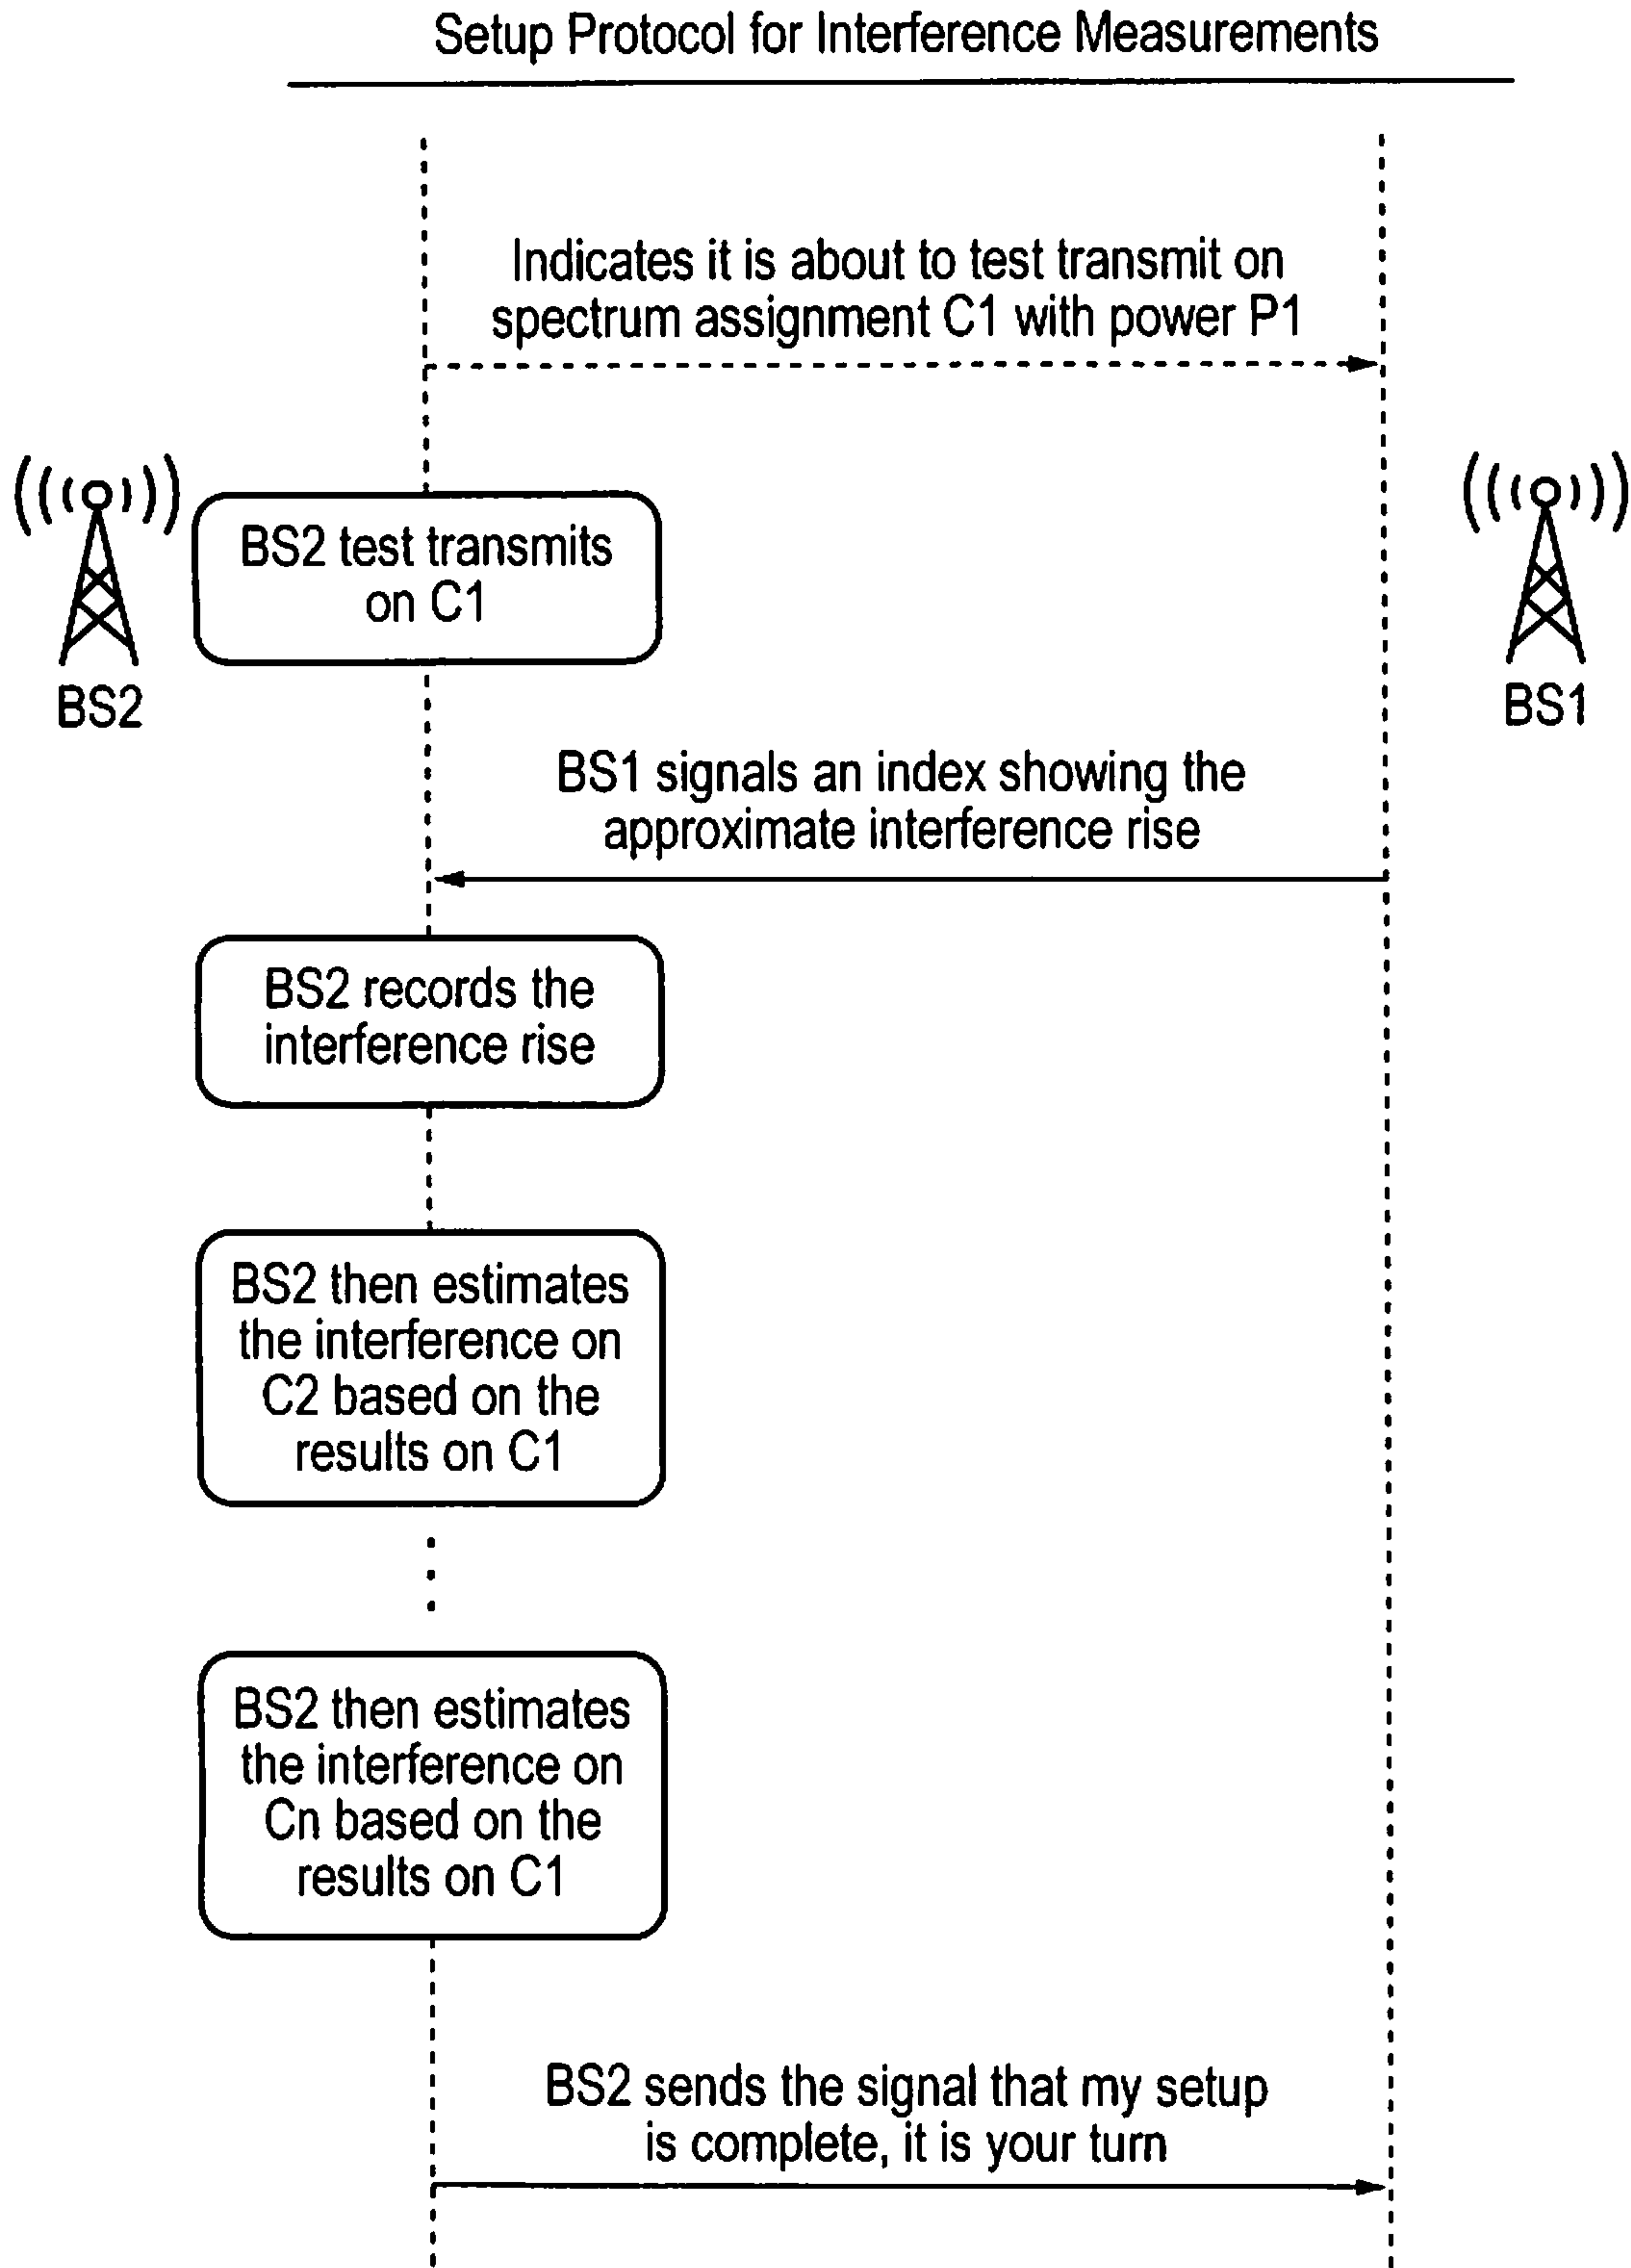 Setup Protocol for Interference Measurements
Indicates it is about to test transmit on
spectrum assignment C1 with power P1
BS2 test transmits
on C1
BS2
BS1
BS1 signals an index showing the
approximate interference rise
BS2 records the
interference rise
BS2 then estimates
the interference on
C2 based on the
results on C1
BS2 then estimates
the interference on
Cn based on the
results on C1
BS2 sends the signal that my setup
is complete, it is your turn